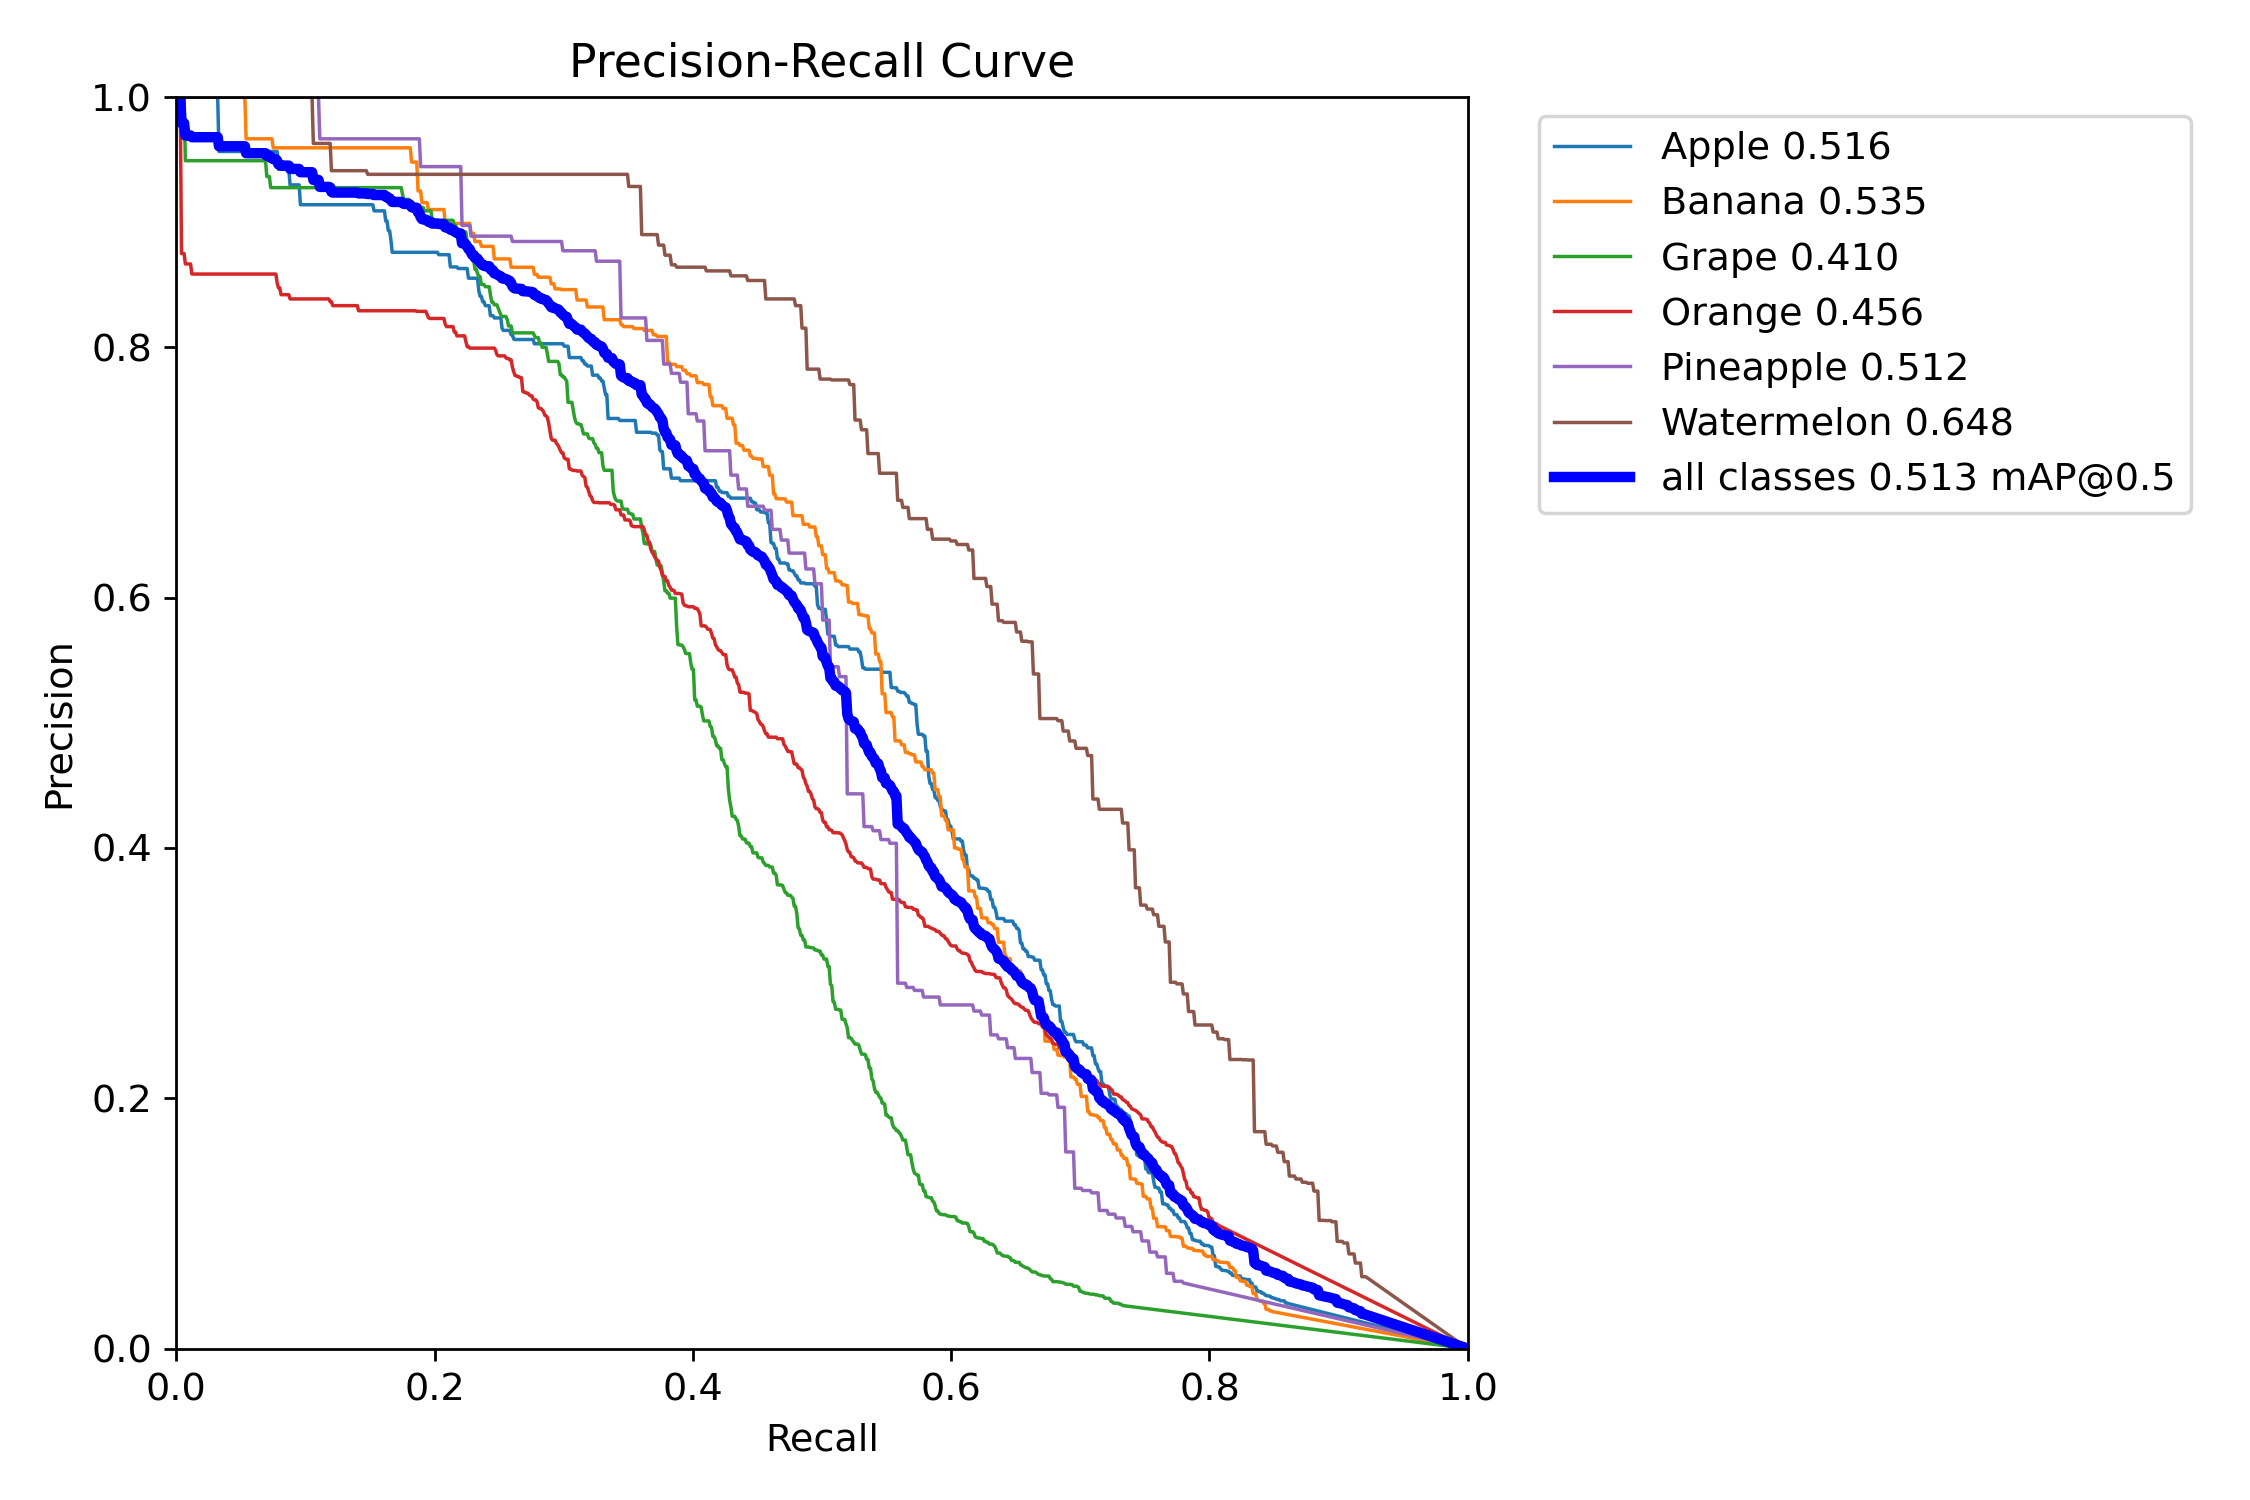 Precision-Recall Curve
1.0
0.8
0.6
0.4
0.2
0.0
Precision
0.0 0.2 0.4 0.6 0.8 1.0
Recall
Apple 0.516
Banana 0.535
Grape 0.410
Orange 0.456
Pineapple 0.512
Watermelon 0.648
all classes 0.513 mAP@0.5